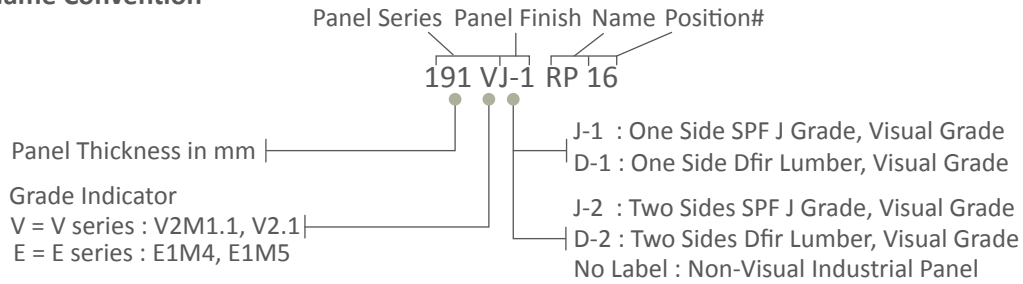 Panel Series Panel Finish Name Position#
191 VJ-1 RP 16
Panel Thickness in mm
Grade Indicator
V = V series : V2M1.1, V2.1
E = E series : E1M4, E1M5
J-1 : One Side SPF J Grade, Visual Grade
D-1 : One Side Dfir Lumber, Visual Grade
J-2 : Two Sides SPF J Grade, Visual Grade
D-2 : Two Sides Dfir Lumber, Visual Grade
No Label : Non-Visual Industrial Panel